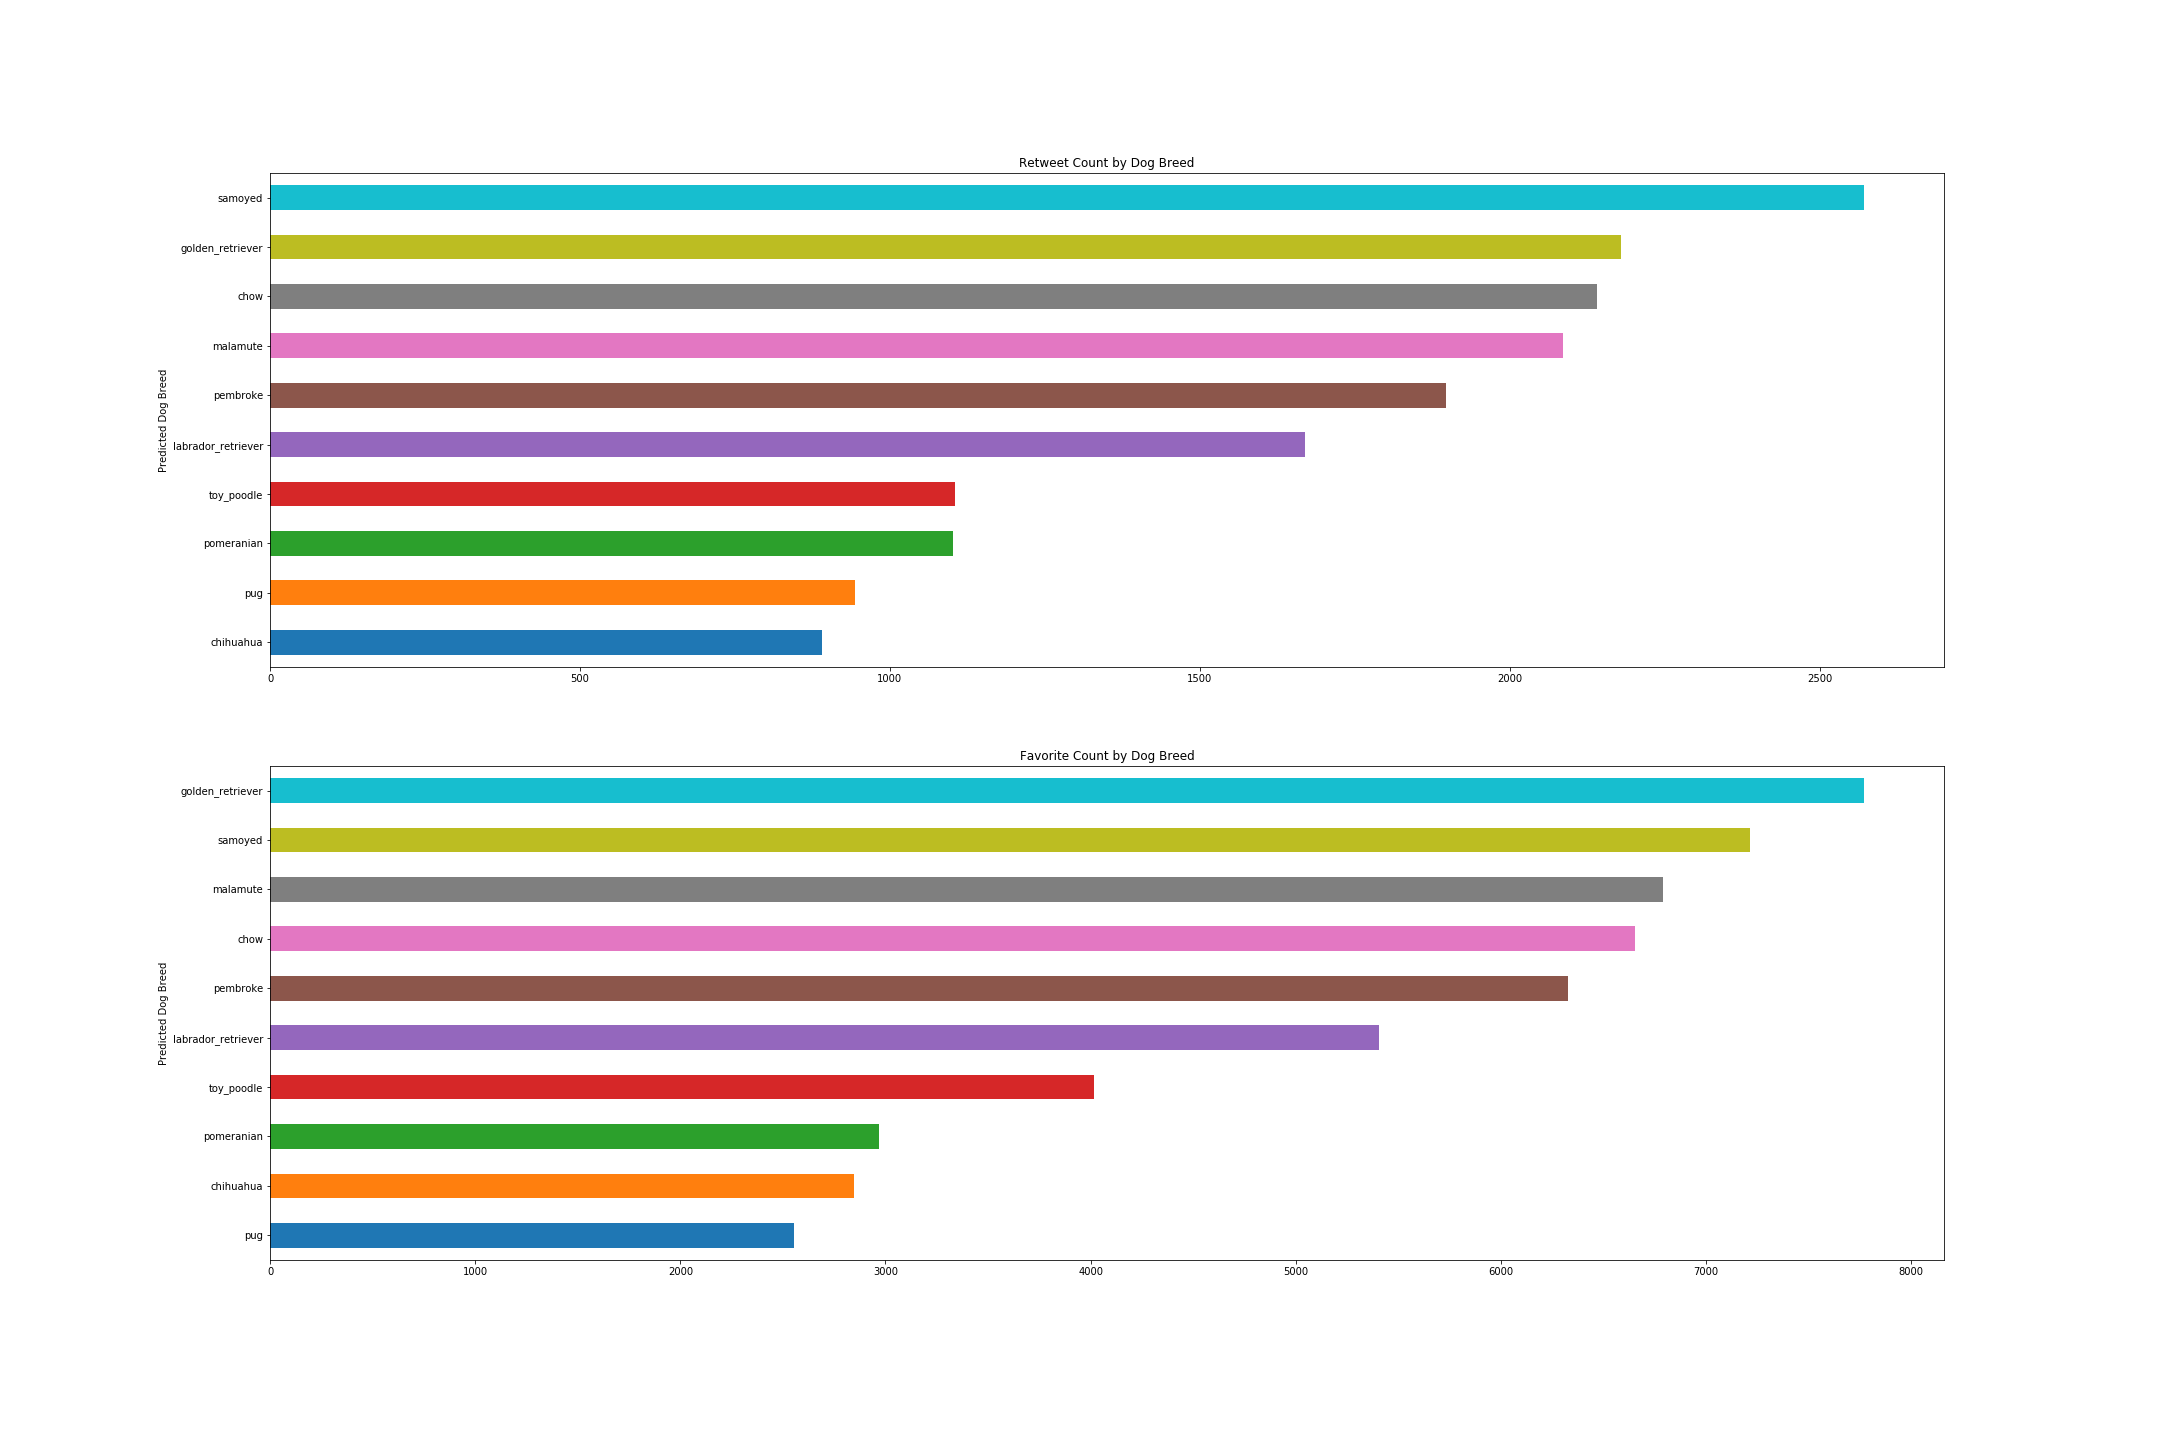 Retweet Count by Dog Breed
Predicted Dog Breed
samoyed
golden_retriever
chow
malamute
pembroke
labrador_retriever
toy_poodle
pomeranian
pug
chihuahua
0 500 1000 1500 2000 2500
Favorite Count by Dog Breed
Predicted Dog Breed
golden_retriever
samoyed
malamute
chow
pembroke
labrador_retriever
toy_poodle
pomeranian
chihuahua
pug
0 1000 2000 3000 4000 5000 6000 7000 8000